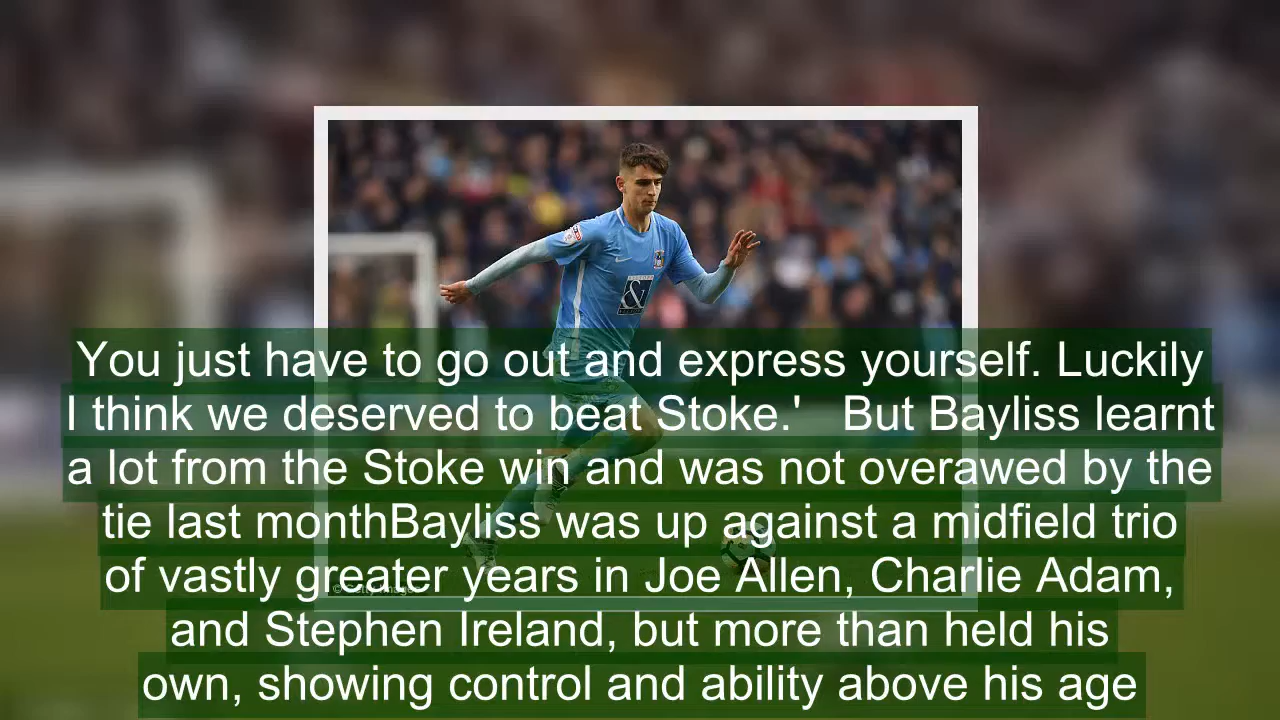 You just have to go out and express yourself. Luckily
I think we deserved to beat Stoke.'   But Bayliss learnt
a lot from the Stoke win and was not overawed by the
tie last monthBayliss was up against a midfield trio
of vastly greater years in Joe Allen, Charlie Adam,
and Stephen Ireland, but more than held his
own, showing control and ability above his age
&
© Getty Images